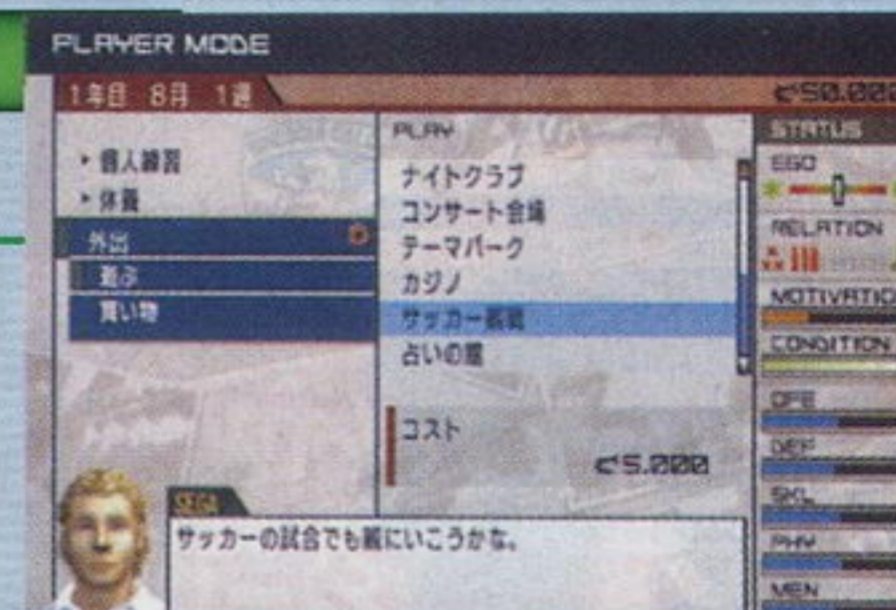 PLAYER MODE
1年目 8月 1週
50.000
個人練習
休養
外出
遊ぶ
買い物
PLAY
ナイトクラブ
コンサート会場
テーマパーク
カジノ
サッカー観戦
占いの館
コスト
5.000
STATUS
EGO
RELATION
MOTIVATIO
CONDITION
OFE
DEF
SKL
PHY
MEN
SEGA
サッカーの試合でも観にいこうかな。